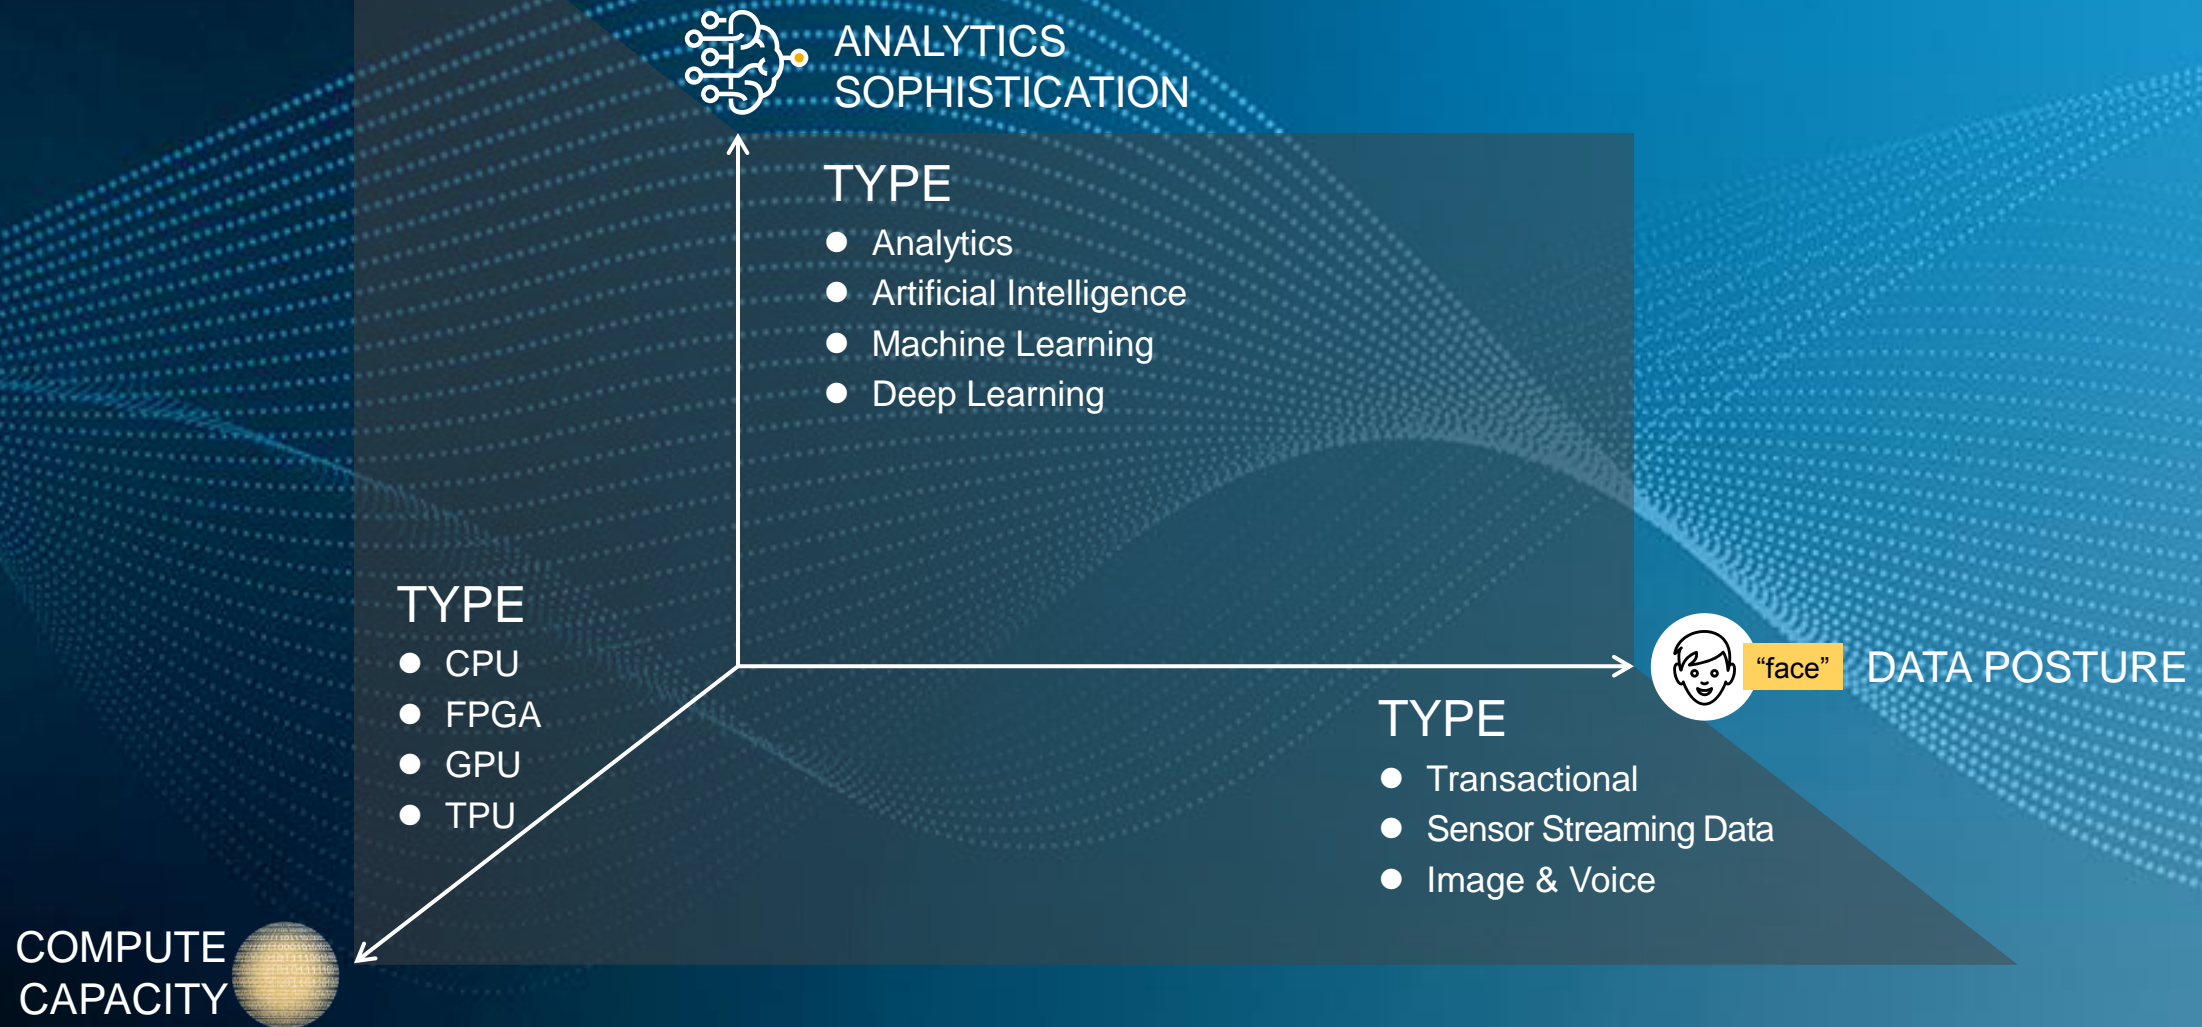 ANALYTICS
SOPHISTICATION
TYPE
Analytics
Artificial Intelligence
Machine Learning
Deep Learning
TYPE
CPU
FPGA
GPU
TPU
“face”
DATA POSTURE
TYPE
Transactional
Sensor Streaming Data
Image & Voice
COMPUTE
CAPACITY